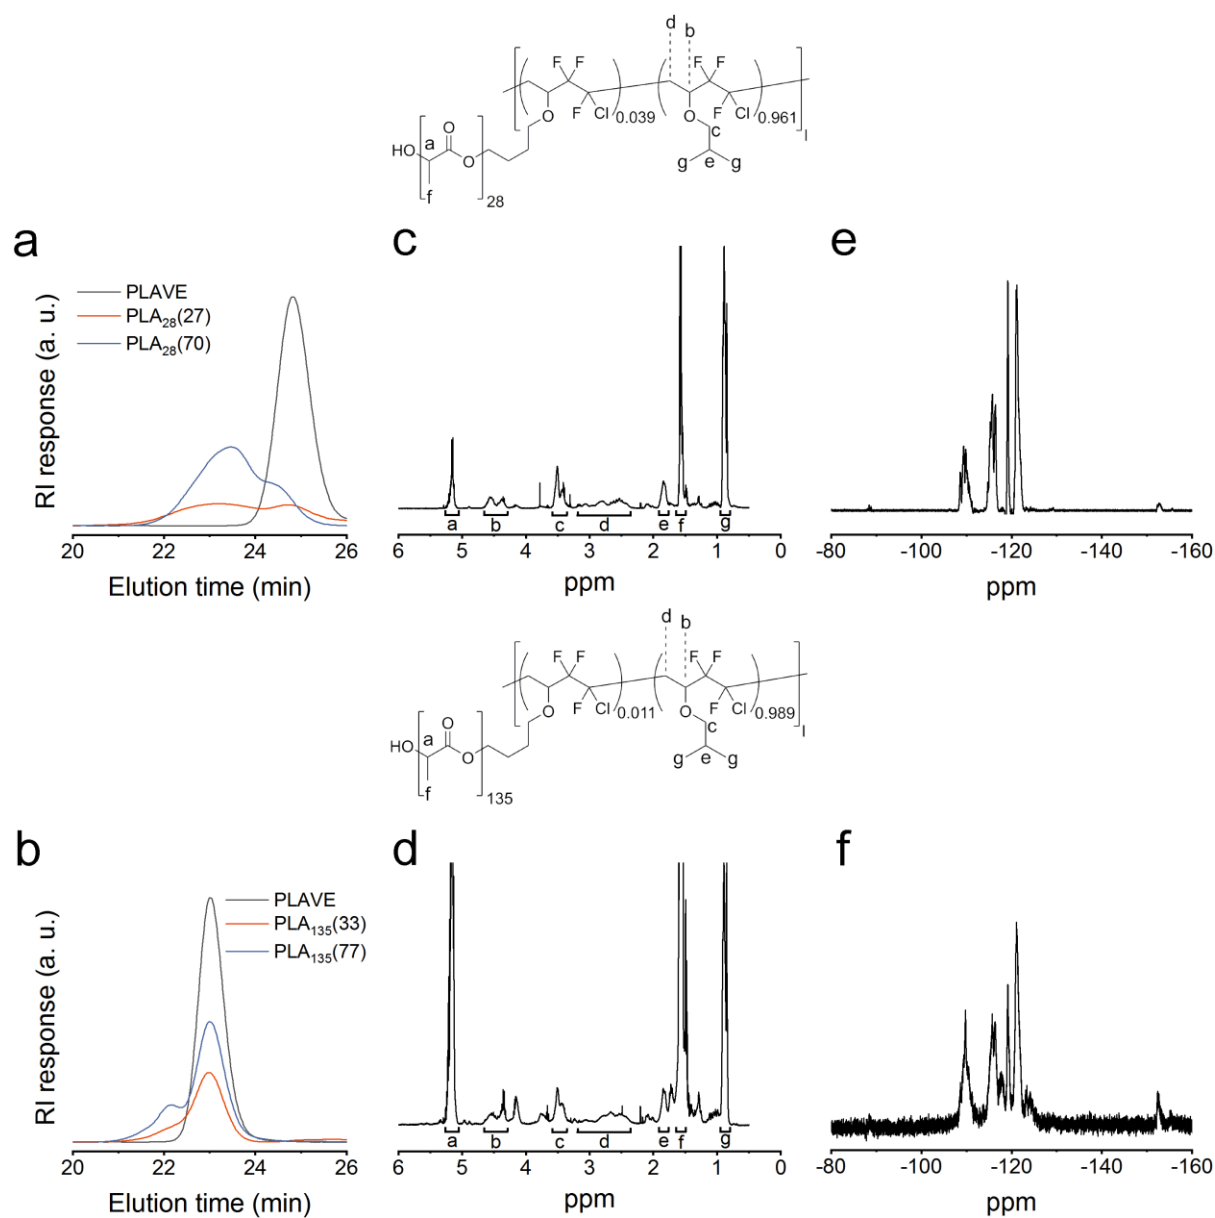 d b
F F F F
F Cl 0.039 F Cl 0.961
O O l
a O c
HO O g e g
f 28
a
PLAVE
PLA28(27)
PLA28(70)
RI response (a. u.)
20 22 24 26
Elution time (min)
c
a b c d e f g
6 5 4 3 2 1 0
ppm
e
-80 -100 -120 -140 -160
ppm
d b
F F F F
F Cl 0.011 F Cl 0.989
O O l
a O c
HO O g e g
f 135
b
PLAVE
PLA135(33)
PLA135(77)
RI response (a. u.)
20 22 24 26
Elution time (min)
d
a b c d e f g
6 5 4 3 2 1 0
ppm
f
-80 -100 -120 -140 -160
ppm